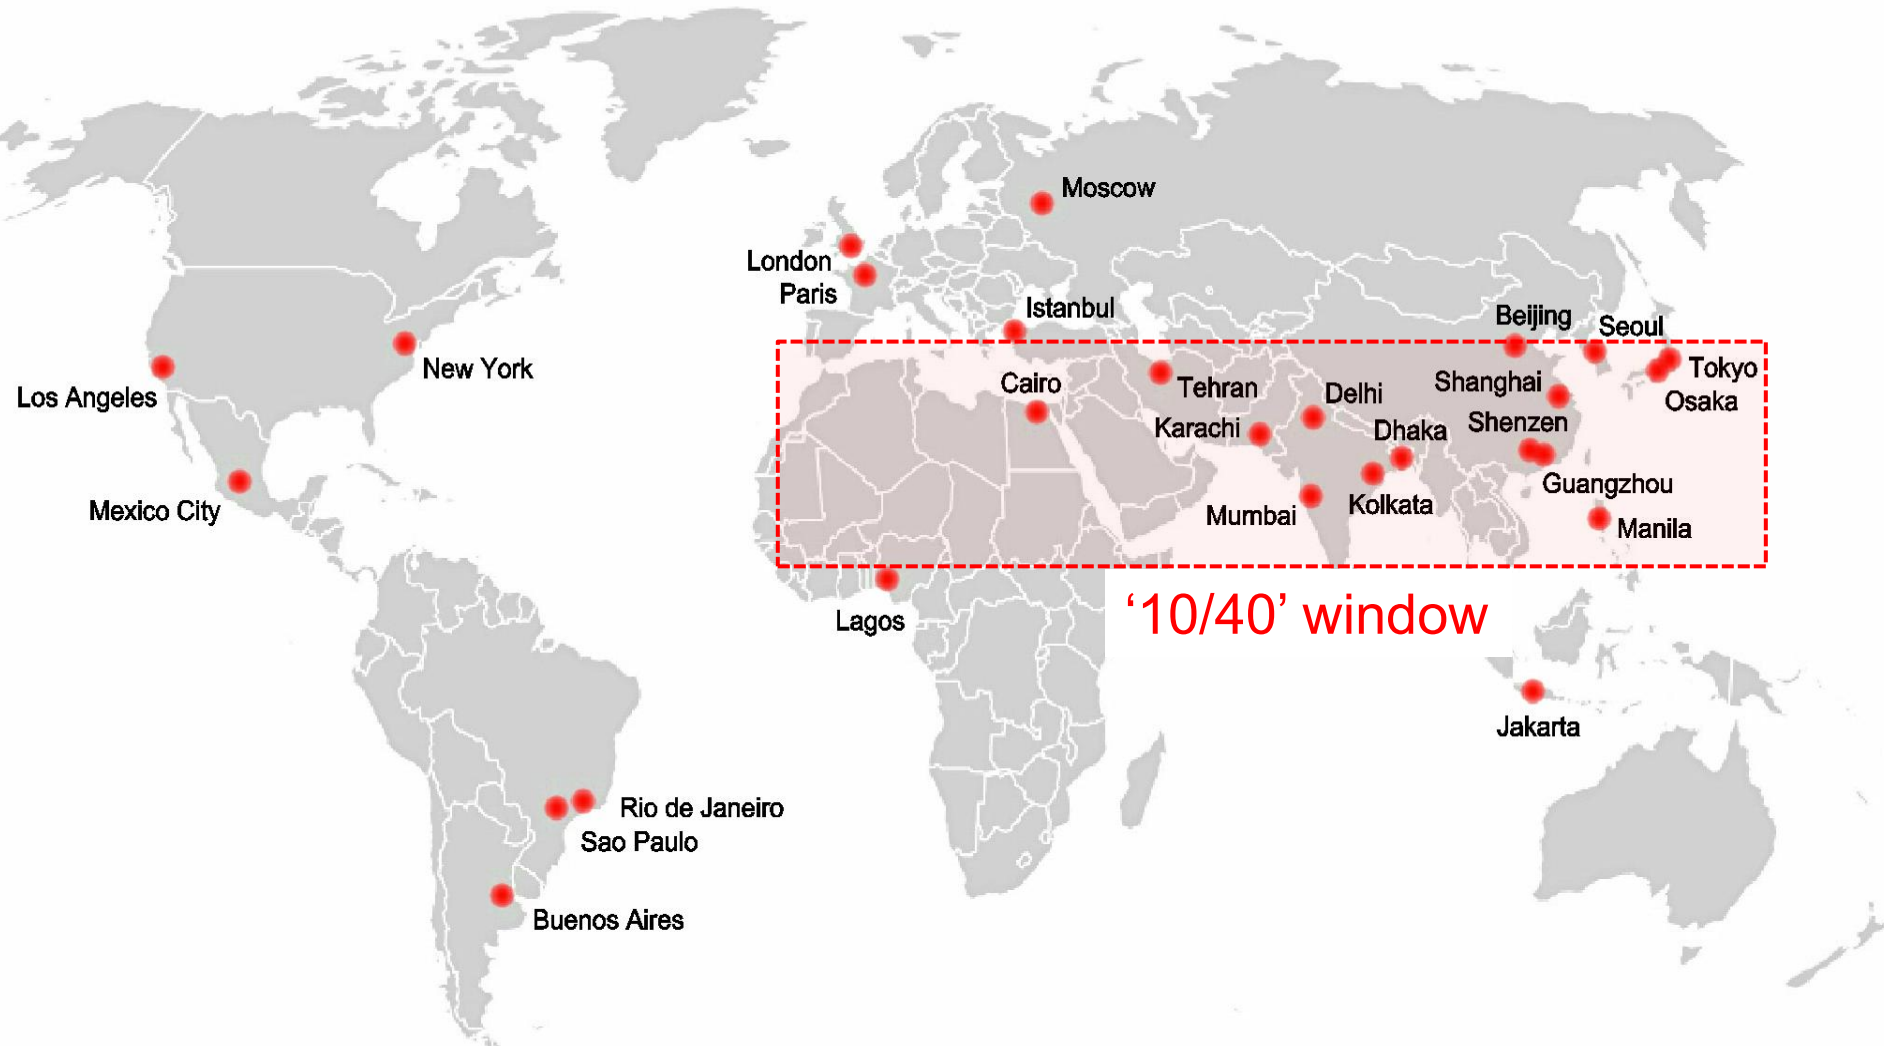 Moscow
London
Paris
Istanbul
Beijing
Seoul
New York
Los Angeles
Cairo
Tehran
Delhi
Shanghai
Tokyo
Osaka
Karachi
Dhaka
Shenzen
Mexico City
Mumbai
Kolkata
Guangzhou
Manila
Lagos
‘10/40’ window
Jakarta
Rio de Janeiro
Sao Paulo
Buenos Aires